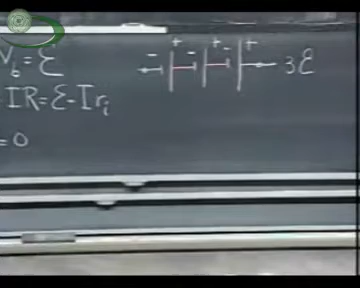 V_b = ℰ
= IR = ℰ - Ir_i
= 0
- + - + - + 3ℰ